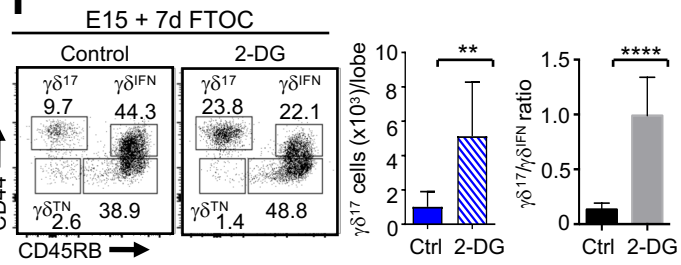 E15 + 7d FTOC
Control
2-DG
γδ17 γδIFN
9.7 44.3
γδ17 γδIFN
23.8 22.1
γδTN
2.6 38.9
γδTN
1.4 48.8
CD44
CD45RB
γδ17 cells (x10³)/lobe
10
8
6
4
2
0
**
Ctrl 2-DG
γδ17/γδIFN ratio
1.5
1.0
0.5
0
****
Ctrl 2-DG